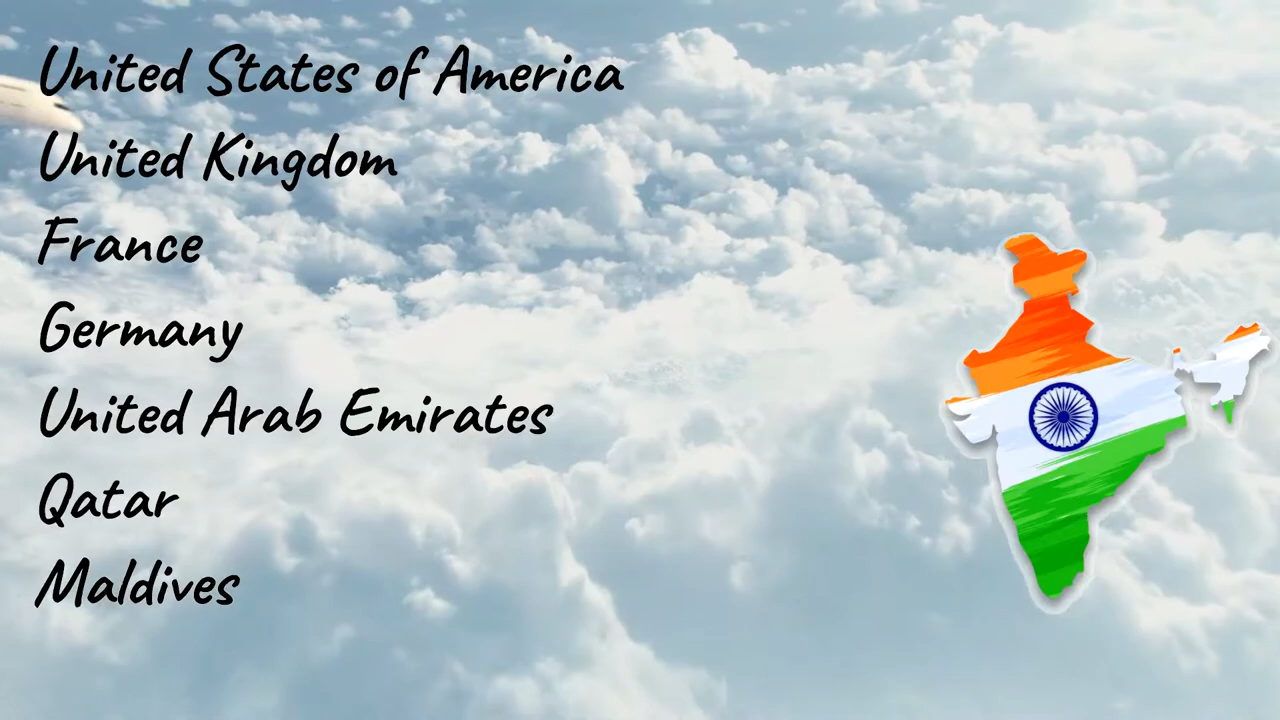 United States of America
United Kingdom
France
Germany
United Arab Emirates
Qatar
Maldives